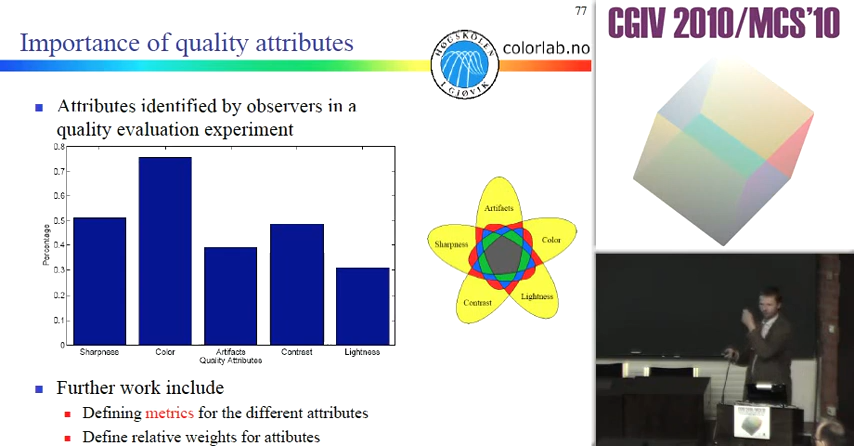 77
Importance of quality attributes
HØGSKOLEN
I GJØVIK
colorlab.no
CGIV 2010/MCS'10
Attributes identified by observers in a
quality evaluation experiment
0.8
0.7
0.6
0.5
0.4
0.3
0.2
0.1
0
Percentage
Sharpness Color Artifacts Contrast Lightness
Quality Attributes
Artifacts
Sharpness
Color
Contrast
Lightness
Further work include
Defining metrics for the different attributes
Define relative weights for attibutes